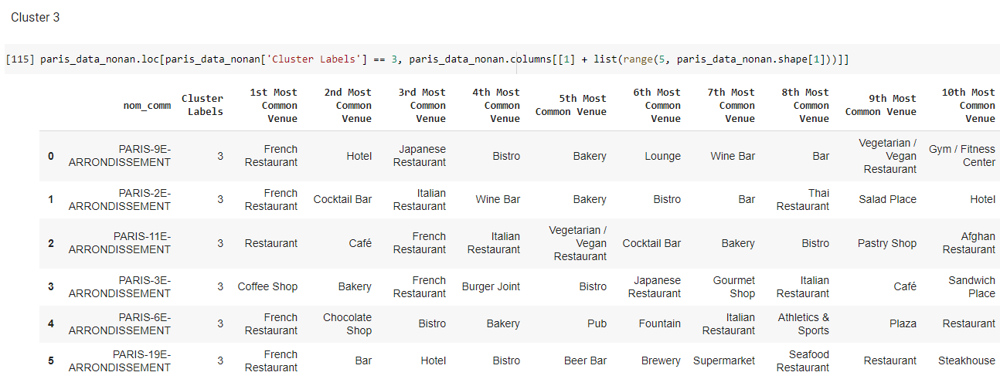 Cluster 3
[115] paris_data_nonan.loc[paris_data_nonan['Cluster Labels'] == 3, paris_data_nonan.columns[[1] + list(range(5, paris_data_nonan.shape[1]))]]
nom_comm Cluster Labels 1st Most Common Venue 2nd Most Common Venue 3rd Most Common Venue 4th Most Common Venue 5th Most Common Venue 6th Most Common Venue 7th Most Common Venue 8th Most Common Venue 9th Most Common Venue 10th Most Common Venue
0 PARIS-9E-ARRONDISSEMENT 3 French Restaurant Hotel Japanese Restaurant Bistro Bakery Lounge Wine Bar Bar Vegetarian / Vegan Restaurant Gym / Fitness Center
1 PARIS-2E-ARRONDISSEMENT 3 French Restaurant Cocktail Bar Italian Restaurant Wine Bar Bakery Bistro Bar Thai Restaurant Salad Place Hotel
2 PARIS-11E-ARRONDISSEMENT 3 Restaurant Café French Restaurant Italian Restaurant Vegetarian / Vegan Restaurant Cocktail Bar Bakery Bistro Pastry Shop Afghan Restaurant
3 PARIS-3E-ARRONDISSEMENT 3 Coffee Shop Bakery French Restaurant Burger Joint Bistro Japanese Restaurant Gourmet Shop Italian Restaurant Café Sandwich Place
4 PARIS-6E-ARRONDISSEMENT 3 French Restaurant Chocolate Shop Bistro Bakery Pub Fountain Italian Restaurant Athletics & Sports Plaza Restaurant
5 PARIS-19E-ARRONDISSEMENT 3 French Restaurant Bar Hotel Bistro Beer Bar Brewery Supermarket Seafood Restaurant Restaurant Steakhouse